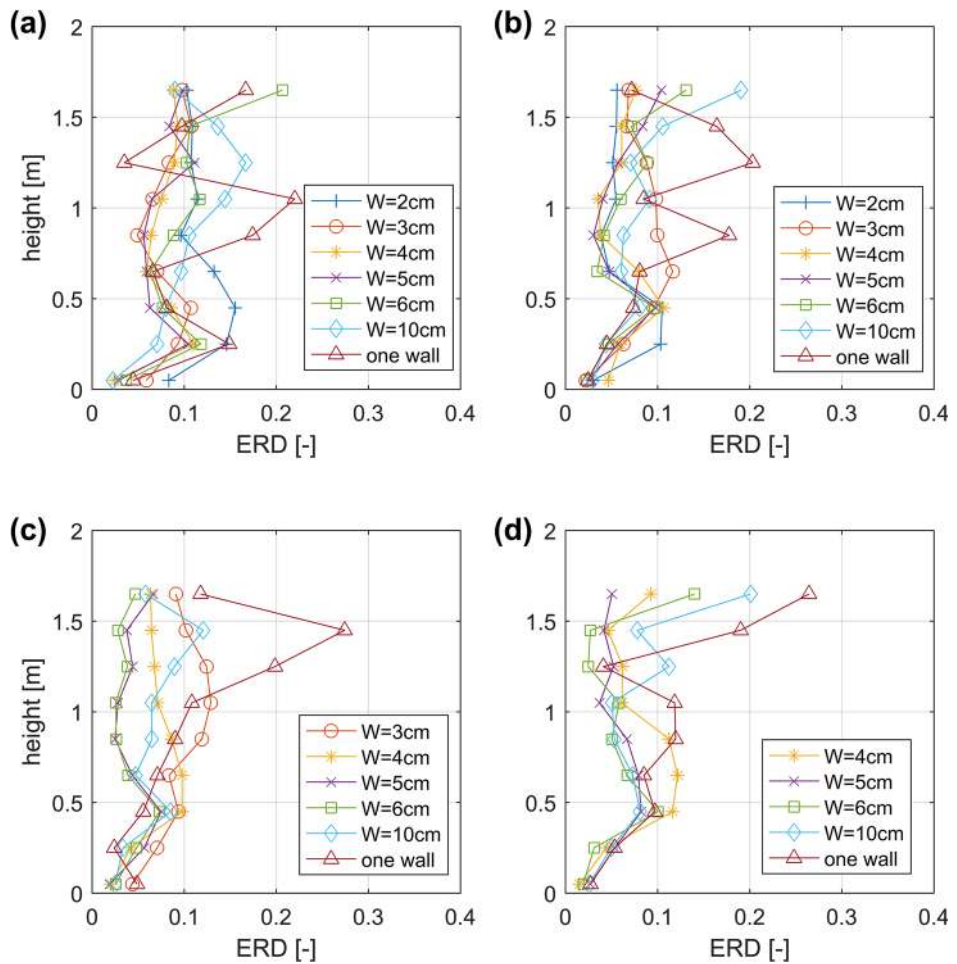 (a)
2
1.5
1
0.5
0
height [m]
0
0.1
0.2
0.3
0.4
ERD [-]
W=2cm
W=3cm
W=4cm
W=5cm
W=6cm
W=10cm
one wall
(b)
2
1.5
1
0.5
0
0
0.1
0.2
0.3
0.4
ERD [-]
W=2cm
W=3cm
W=4cm
W=5cm
W=6cm
W=10cm
one wall
(c)
2
1.5
1
0.5
0
height [m]
0
0.1
0.2
0.3
0.4
ERD [-]
W=3cm
W=4cm
W=5cm
W=6cm
W=10cm
one wall
(d)
2
1.5
1
0.5
0
0
0.1
0.2
0.3
0.4
ERD [-]
W=4cm
W=5cm
W=6cm
W=10cm
one wall